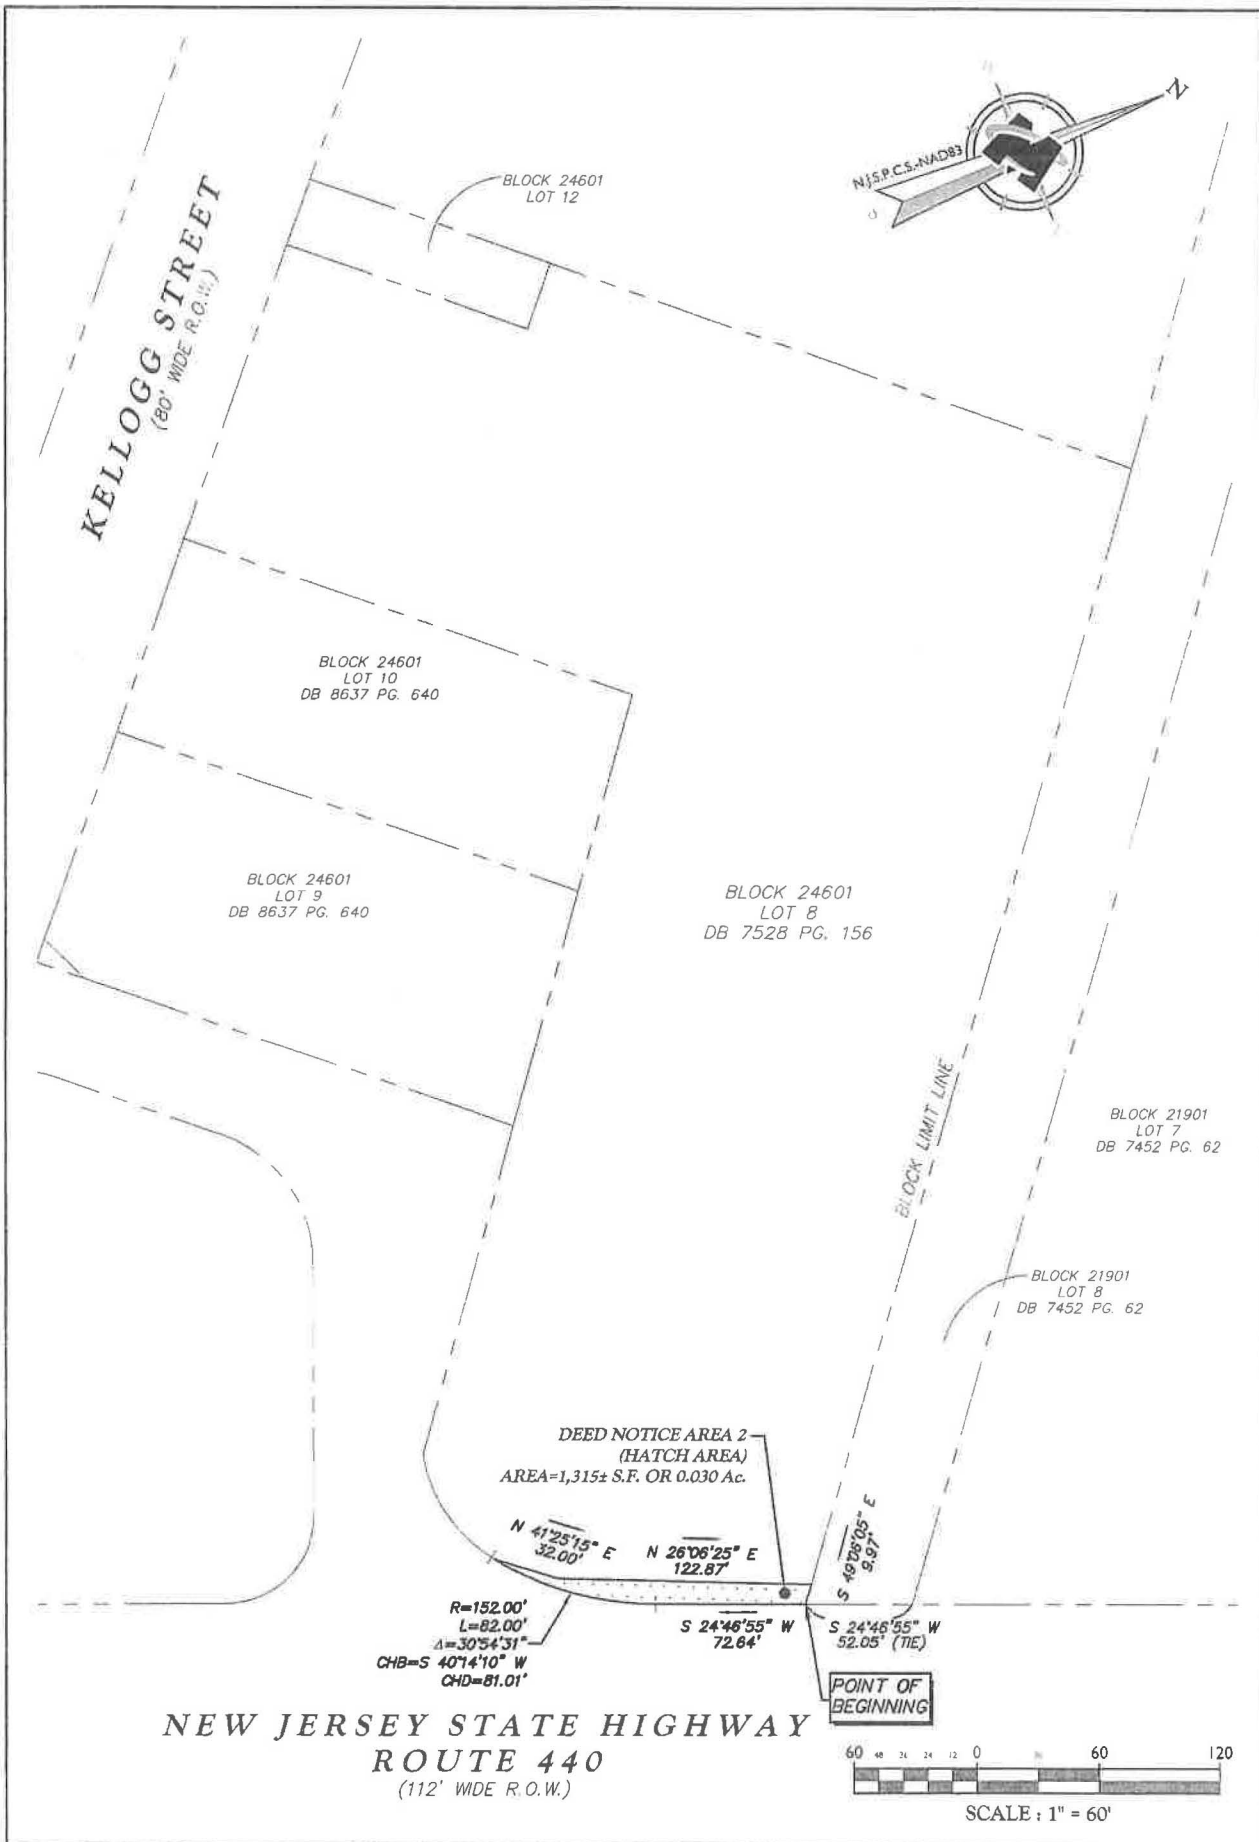 N
N.J.S.P.C.S.-NAD83
BLOCK 24601
LOT 12
KELLOGG STREET
(80' WIDE R.O.W.)
BLOCK 24601
LOT 10
DB 8637 PG. 640
BLOCK 24601
LOT 9
DB 8637 PG. 640
BLOCK 24601
LOT 8
DB 7528 PG. 156
BLOCK LIMIT LINE
BLOCK 21901
LOT 7
DB 7452 PG. 62
BLOCK 21901
LOT 8
DB 7452 PG. 62
DEED NOTICE AREA 2
(HATCH AREA)
AREA=1,315± S.F. OR 0.030 Ac.
N 41°25'15" E
32.00'
N 26°06'25" E
122.87'
S 49°06'05" E
9.97'
R=152.00'
L=82.00'
Δ=30°54'31"
CHB=S 40°14'10" W
CHD=81.01'
S 24°46'55" W
72.64'
S 24°46'55" W
52.05' (TIE)
POINT OF
BEGINNING
NEW JERSEY STATE HIGHWAY
ROUTE 440
(112' WIDE R.O.W.)
60 48 24 12 0 60 120
SCALE : 1" = 60'